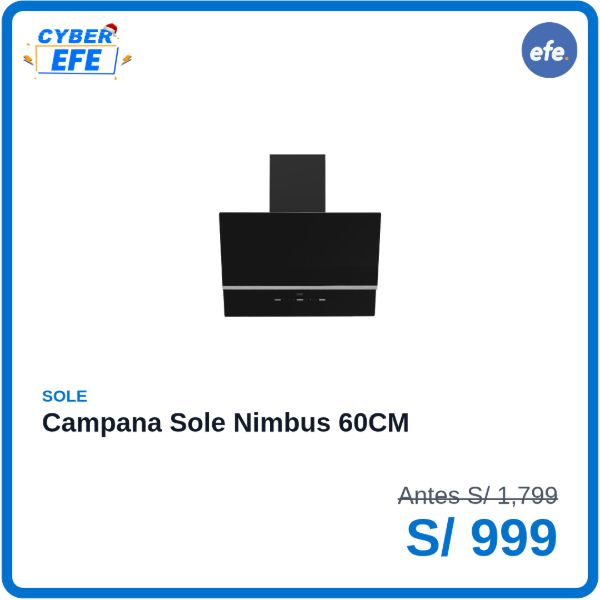 CYBER
EFE
efe.
SOLE
Campana Sole Nimbus 60CM
Antes S/ 1,799
S/ 999